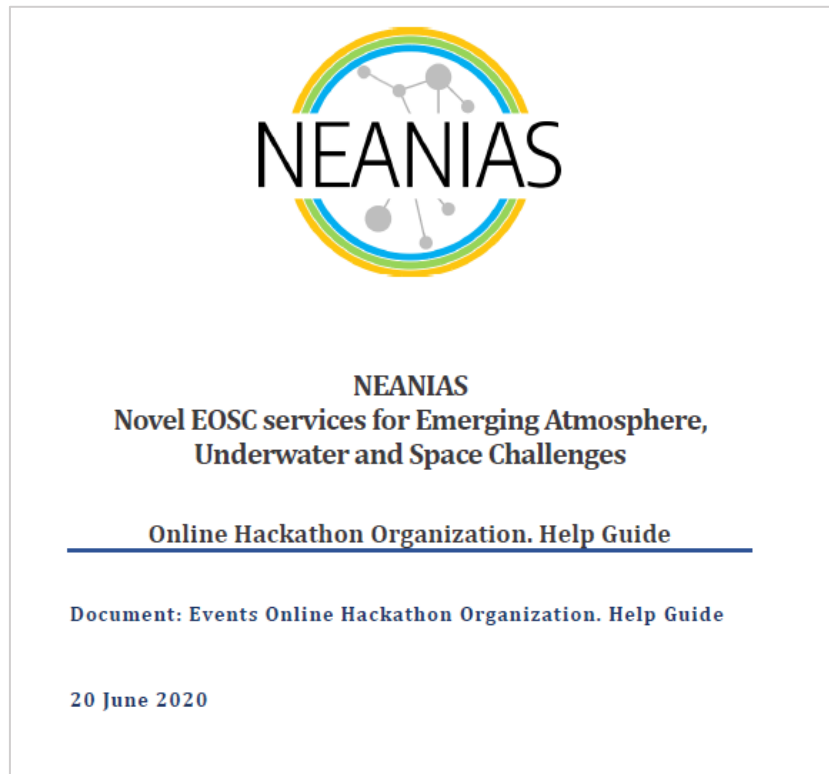 NEANIAS
NEANIAS
Novel EOSC services for Emerging Atmosphere,
Underwater and Space Challenges
Online Hackathon Organization. Help Guide
Document: Events Online Hackathon Organization. Help Guide
20 June 2020